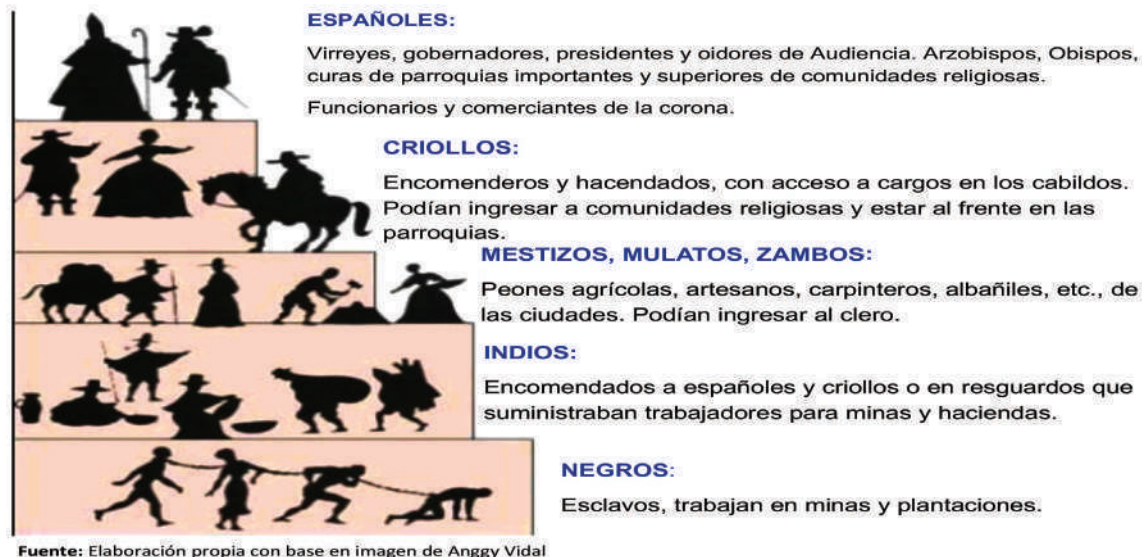 ESPAÑOLES:
Virreyes, gobernadores, presidentes y oidores de Audiencia. Arzobispos, Obispos,
curas de parroquias importantes y superiores de comunidades religiosas.
Funcionarios y comerciantes de la corona.
CRIOLLOS:
Encomenderos y hacendados, con acceso a cargos en los cabildos.
Podían ingresar a comunidades religiosas y estar al frente en las
parroquias.
MESTIZOS, MULATOS, ZAMBOS:
Peones agrícolas, artesanos, carpinteros, albañiles, etc., de
las ciudades. Podían ingresar al clero.
INDIOS:
Encomendados a españoles y criollos o en resguardos que
suministraban trabajadores para minas y haciendas.
NEGROS:
Esclavos, trabajan en minas y plantaciones.
Fuente: Elaboración propia con base en imagen de Anggy Vidal